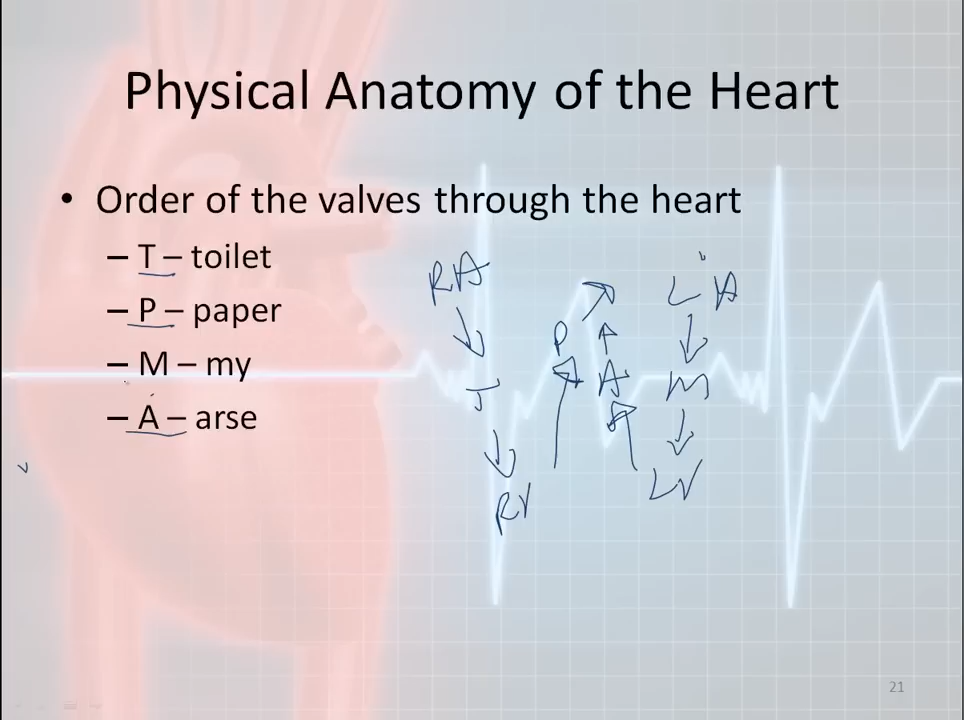 Physical Anatomy of the Heart
• Order of the valves through the heart
– T – toilet
– P – paper
– M – my
– A – arse
RA
LA
P
A
T
M
RV
LV
21